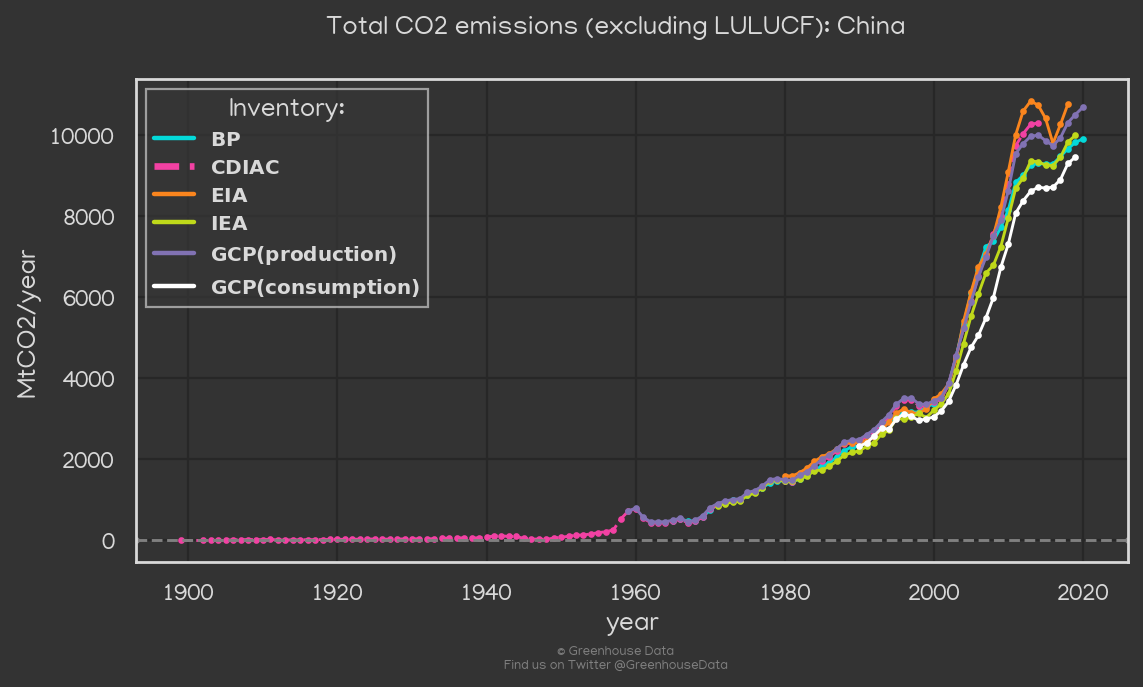 Total CO2 emissions (excluding LULUCF): China
Inventory:
BP
CDIAC
EIA
IEA
GCP(production)
GCP(consumption)
MtCO2/year
10000
8000
6000
4000
2000
0
1900 1920 1940 1960 1980 2000 2020
year
© Greenhouse Data
Find us on Twitter @GreenhouseData